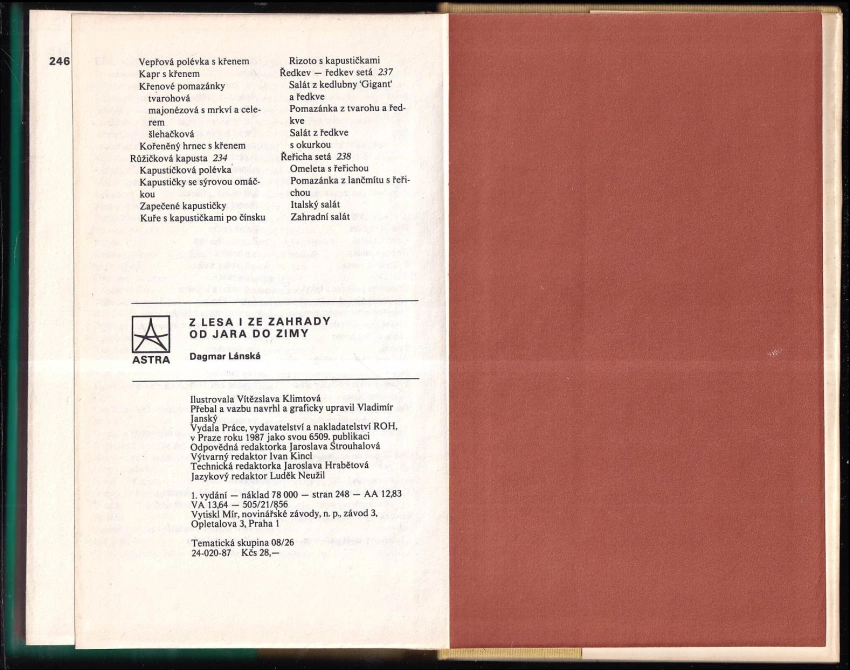 246
Vepřová polévka s křenem
Kapr s křenem
Křenové pomazánky
tvarohová
majonézová s mrkví a cele-
rem
šlehačková
Kořeněný hrnec s křenem
Růžičková kapusta 234
Kapustičková polévka
Kapustičky se sýrovou omáč-
kou
Zapečené kapustičky
Kuře s kapustičkami po čínsku
Rizoto s kapustičkami
Ředkev — ředkev setá 237
Salát z kedlubny 'Gigant'
a ředkve
Pomazánka z tvarohu a řed-
kve
Salát z ředkve
s okurkou
Řeřicha setá 238
Omeleta s řeřichou
Pomazánka z lančmítu s řeři-
chou
Italský salát
Zahradní salát
ASTRA
Z LESA I ZE ZAHRADY
OD JARA DO ZIMY
Dagmar Lánská
Ilustrovala Vítězslava Klimtová
Přebal a vazbu navrhl a graficky upravil Vladimír
Janský
Vydala Práce, vydavatelství a nakladatelství ROH,
v Praze roku 1987 jako svou 6509. publikaci
Odpovědná redaktorka Jaroslava Strouhalová
Výtvarný redaktor Ivan Kincl
Technická redaktorka Jaroslava Hrabětová
Jazykový redaktor Luděk Neužil
1. vydání — náklad 78 000 — stran 248 — AA 12,83
VA 13,64 — 505/21/856
Vytiskl Mír, novinářské závody, n. p., závod 3,
Opletalova 3, Praha 1
Tematická skupina 08/26
24-020-87 Kčs 28,—